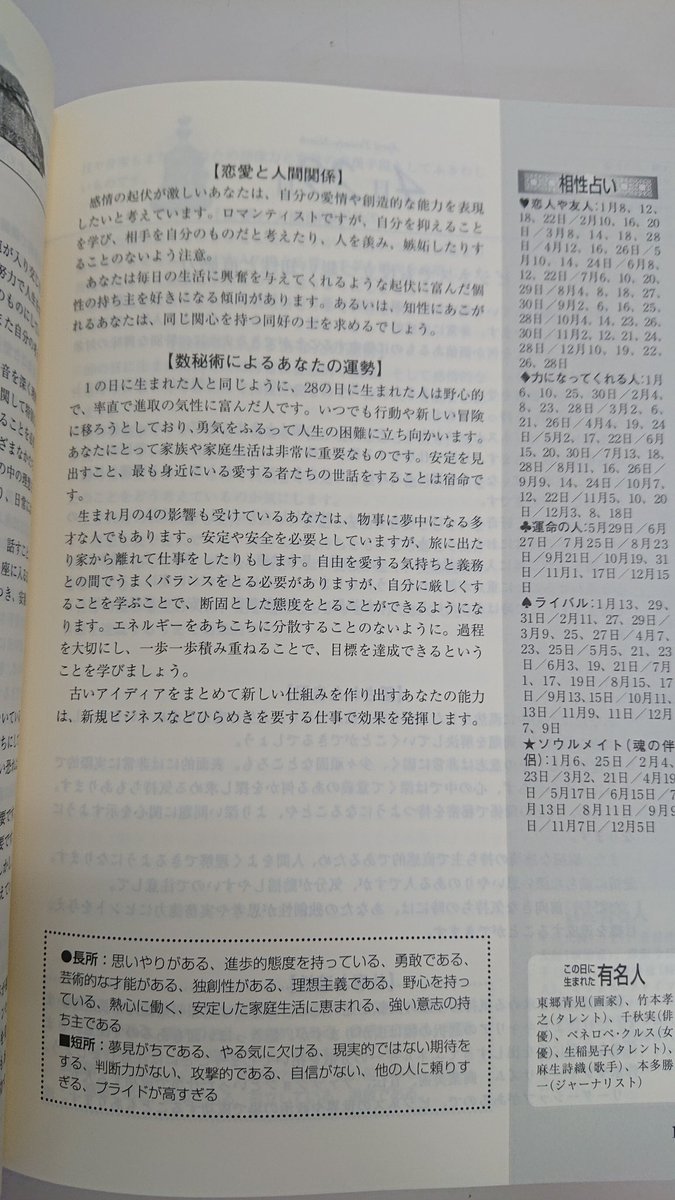 【恋愛と人間関係】
感情の起伏が激しいあなたは、自分の愛情や創造的な能力を表現
したいと考えています。ロマンティストですが、自分を抑えること
を学び、相手を自分のものだと考えたり、人を羨み、嫉妬したりす
ることのないよう注意。
あなたは毎日の生活に興奮を与えてくれるような起伏に富んだ個
性の持ち主を好きになる傾向があります。あるいは、知性にあこが
れるあなたは、同じ関心を持つ同好の士を求めるでしょう。
【数秘術によるあなたの運勢】
1の日に生まれた人と同じように、28の日に生まれた人は野心的
で、率直で進取の気性に富んだ人です。いつでも行動や新しい冒険
に移ろうとしており、勇気をふるって人生の困難に立ち向かいます。
あなたにとって家族や家庭生活は非常に重要なものです。安定を見
出すこと、最も身近にいる愛する者たちの世話をすることは宿命で
す。
生まれ月の4の影響も受けているあなたは、物事に夢中になる多
才な人でもあります。安定や安全を必要としていますが、旅に出た
り家から離れて仕事をしたりもします。自由を愛する気持ちと義務
との間でうまくバランスをとる必要がありますが、自分に厳しくす
ることを学ぶことで、断固とした態度をとることができるようにな
ります。エネルギーをあちこちに分散することのないように。過程
を大切にし、一歩一歩積み重ねることで、目標を達成できるという
ことを学びましょう。
古いアイディアをまとめて新しい仕組みを作り出すあなたの能力
は、新規ビジネスなどひらめきを要する仕事で効果を発揮します。
●長所：思いやりがある、進歩的態度を持っている、勇敢である、
芸術的な才能がある、独創性がある、理想主義である、野心を持っ
ている、熱心に働く、安定した家庭生活に恵まれる、強い意志の持
ち主である
■短所：夢見がちである、やる気に欠ける、現実的ではない期待を
する、判断力がない、攻撃的である、自信がない、他の人に頼りす
ぎる、プライドが高すぎる
相性占い
♥恋人や友人：1月8、12、
18、22日／2月10、16、20
日／3月8、14、18、28日
／4月12、16、26日／5
月10、14、24日／6月8、
12、22日／7月6、10、20、
29日／8月4、8、18、27、
30日／9月2、6、16、25、
28日／10月4、14、23、26、
30日／11月2、12、21、24、
28日／12月10、19、22、
26、28日
◆力になってくれる人：1月
6、10、25、30日／2月4、
8、23、28日／3月2、6、
21、26日／4月4、19、24
日／5月2、17、22日／6月
15、20、30日／7月13、18、
28日／8月11、16、26日／
9月9、14、24日／10月7、
12、22日／11月5、10、20
日／12月3、8、18日
♣運命の人：5月29日／6月
27日／7月25日／8月23
日／9月21日／10月19、31
日／11月1、17日／12月15
日
♠ライバル：1月13、29、
31日／2月11、27、29日／
3月9、25、27日／4月7、
23、25日／5月5、21、23
日／6月3、19、21日／7月
1、17、19日／8月15、17
日／9月13、15日／10月11、
13日／11月9、11日／12月
7、9日
★ソウルメイト（魂の伴
侶）：1月6、25日／2月4、
23日／3月2、21日／4月19
日／5月17日／6月15日／7
月13日／8月11日／9月9
日／11月7日／12月5日
この日に
生まれた有名人
東郷青児(画家)、竹本孝
之(タレント)、千秋実(俳
優)、ペネロペ・クルス(女
優)、生稲晃子(タレント)、
麻生詩織(歌手)、本多勝
一(ジャーナリスト)